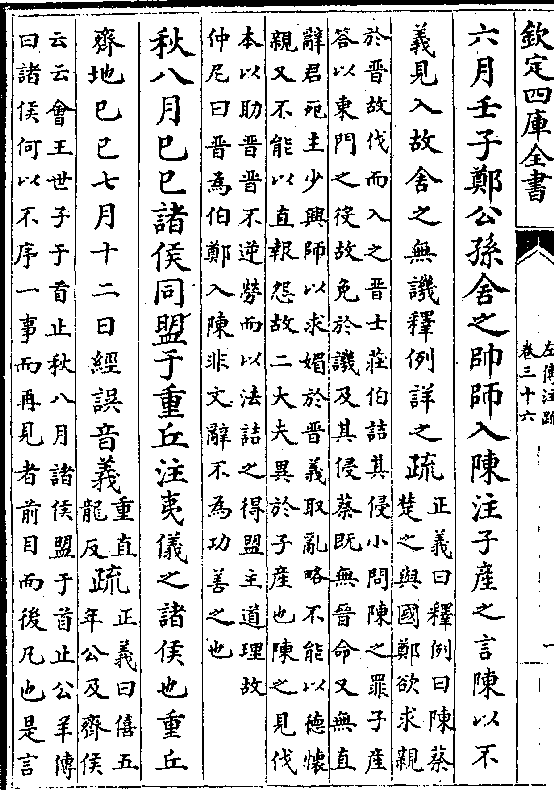 欽定四庫全書
左傳注疏
卷三十六
一
六月壬子鄭公孫舍之帥師入陳注子産之言陳以不
義見入故舍之無譏釋例詳之疏
正義曰釋例曰陳蔡
楚之與國鄭欲求親
於晉故伐而入之晉士莊伯詰其侵小問陳之罪子産
答以東門之役故免於譏及其侵蔡既無晉命又無直
辭君弱主少興師以求媚於晉義取亂略不能以德懷
親又不能以直報怨故二大夫異於子産也陳之見伐
本以助晉晉不逆勞而以法詰之得盟主道理故
仲尼曰晉為伯鄭入陳非文辭不為功善之也
秋八月己巳諸侯同盟于重丘注夷儀之諸侯也重丘
齊地己巳七月十二日經誤音義
重直
龍反
疏
正義曰僖五
年公及齊侯
云云會王世子于首止秋八月諸侯盟于首止公羊傳
曰諸侯何以不序一事而再見者前目而後凡也是言